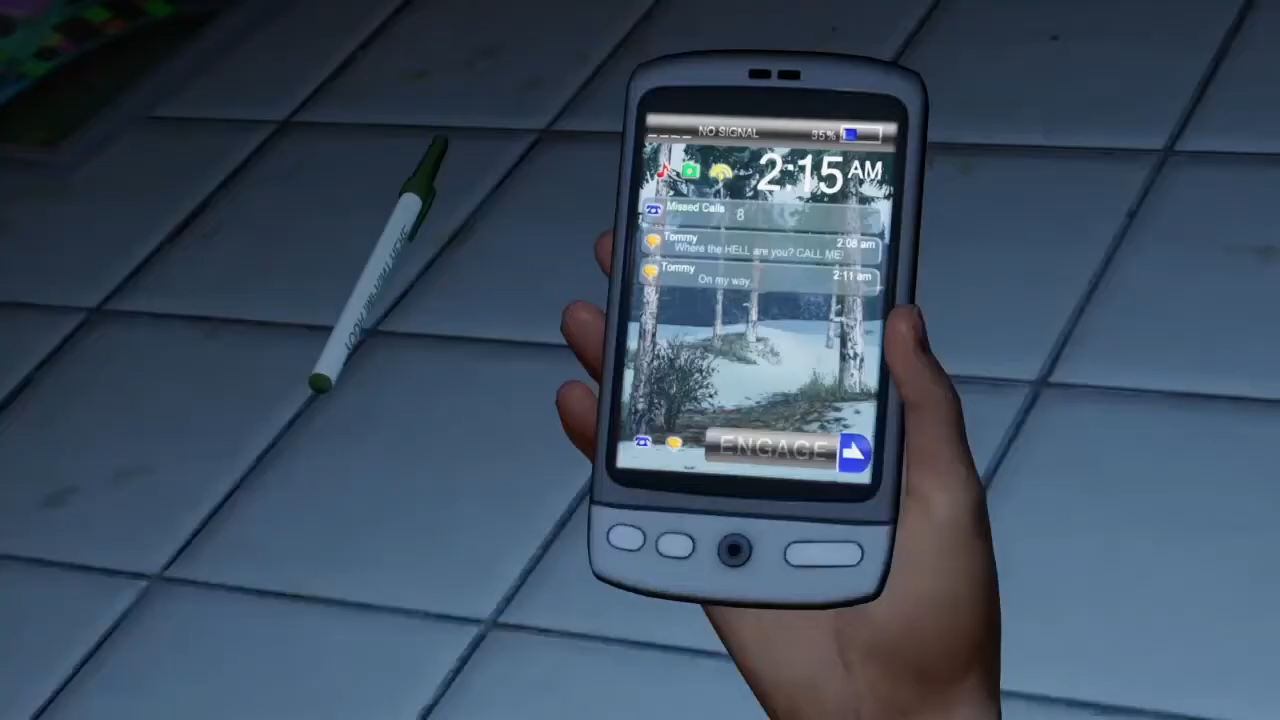 NO SIGNAL 35%
2:15 AM
Missed Calls
8
Tommy 2:08 am
Where the HELL are you? CALL ME!
Tommy 2:11 am
On my way.
ENGAGE